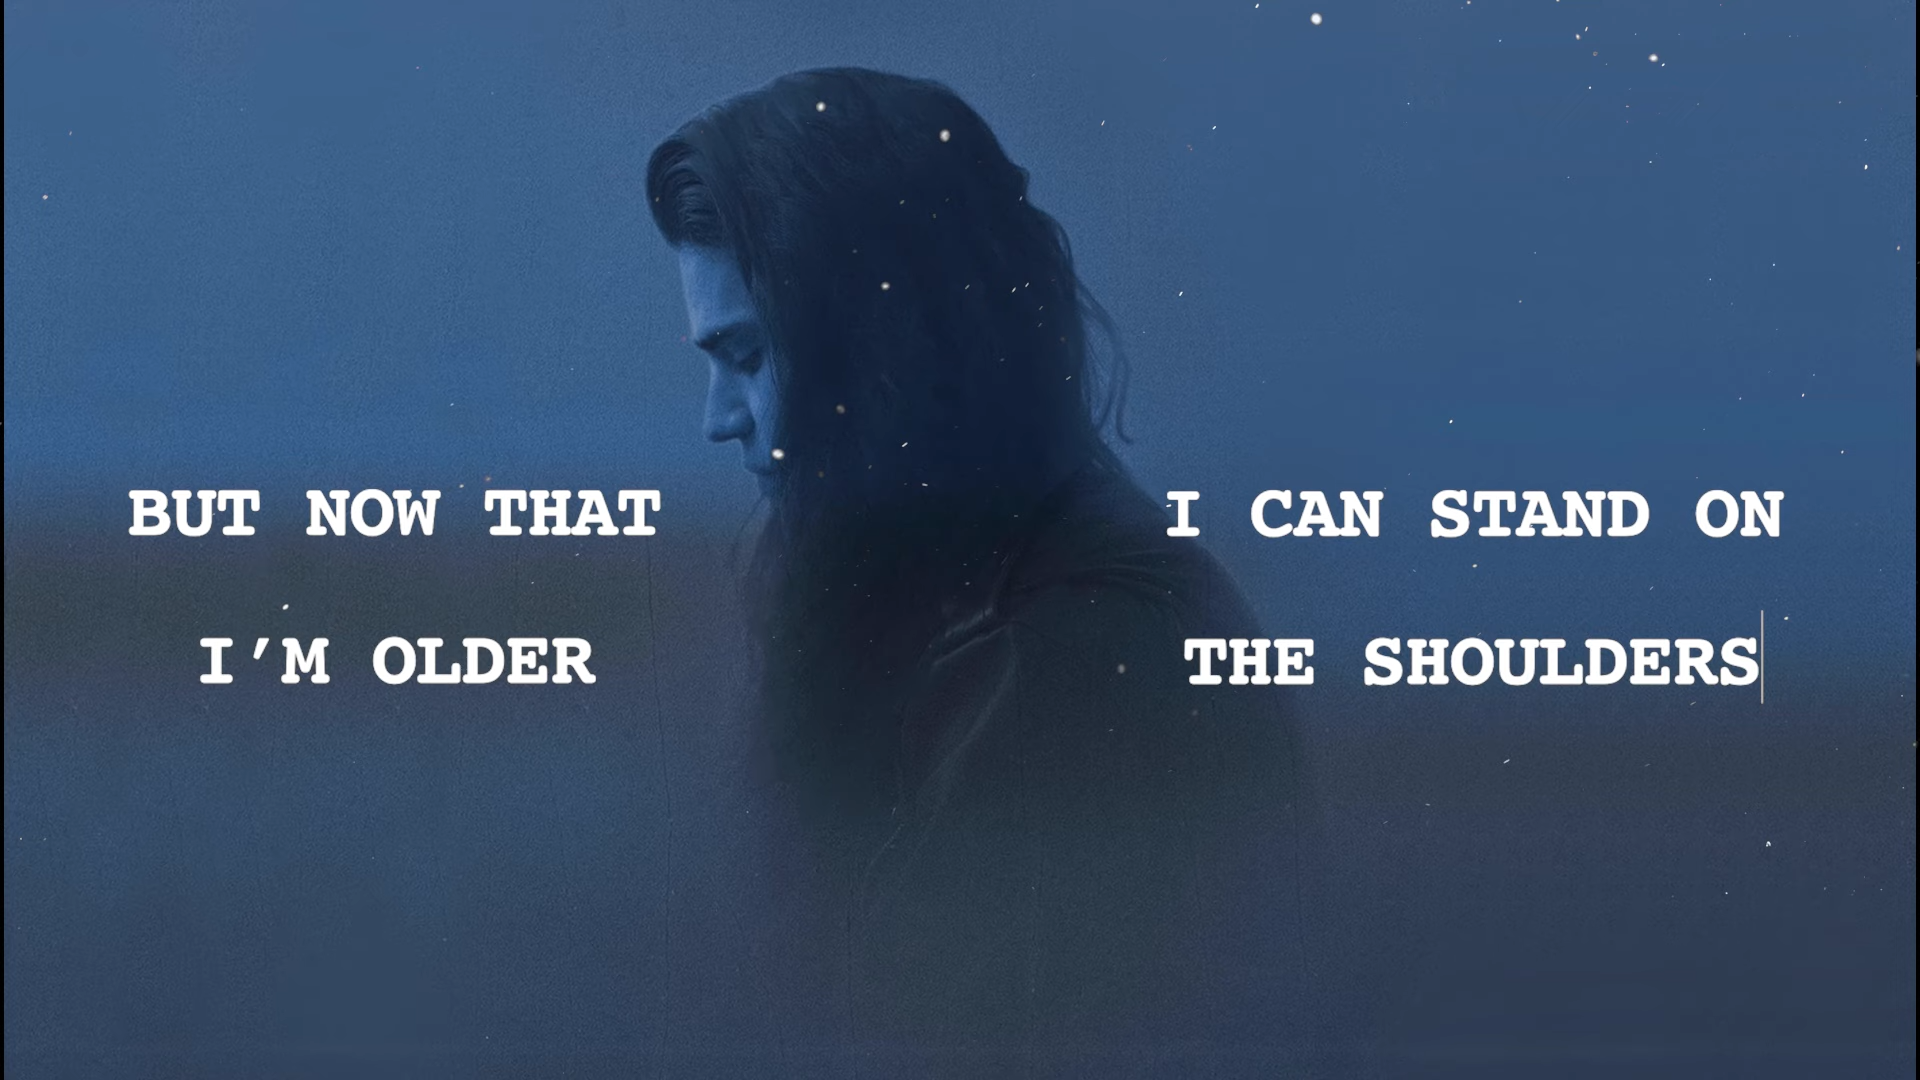 BUT NOW THAT
I’M OLDER
I CAN STAND ON
THE SHOULDERS